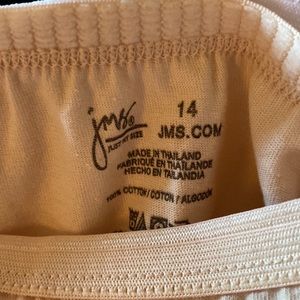 jms®
JUST MY SIZE
14
JMS.COM
MADE IN THAILAND
FABRIQUÉ EN THAÏLANDE
HECHO EN TAILANDIA
100% COTTON/COTON/ALGODÓN